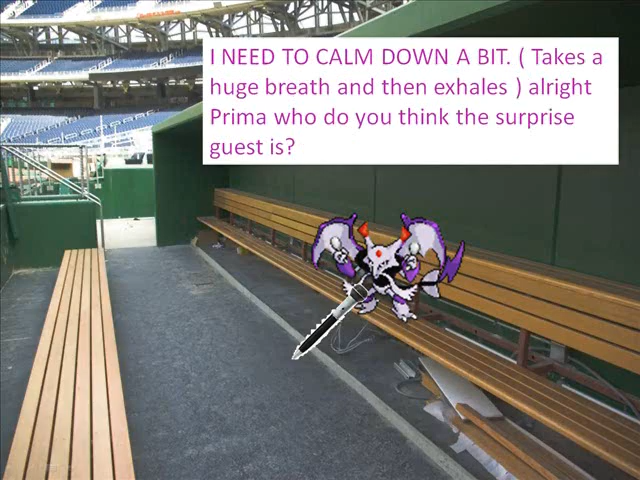 I NEED TO CALM DOWN A BIT. ( Takes a
huge breath and then exhales ) alright
Prima who do you think the surprise
guest is?